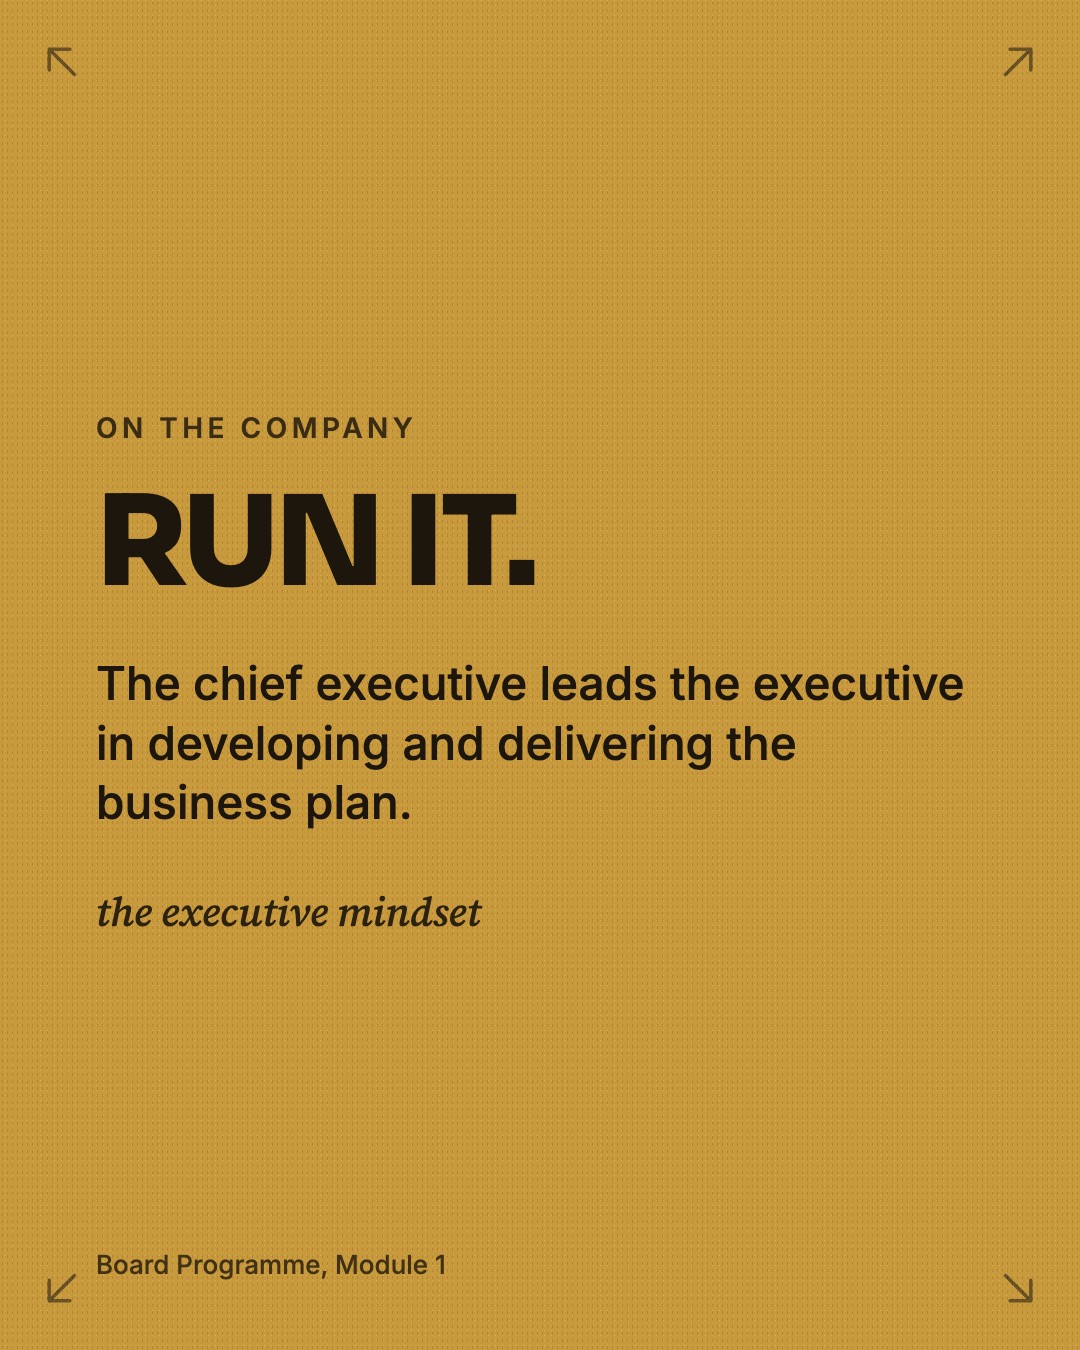 ON THE COMPANY
RUN IT.
The chief executive leads the executive
in developing and delivering the
business plan.
the executive mindset
Board Programme, Module 1